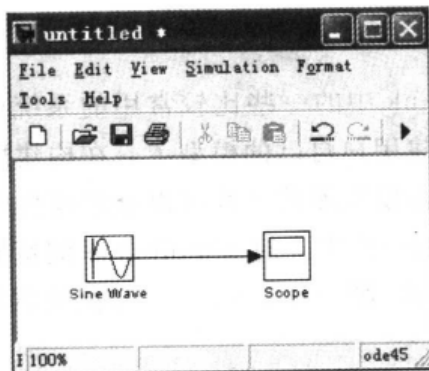 untitled *
File Edit View Simulation Format
Tools Help
Sine Wave
Scope
100%
ode45